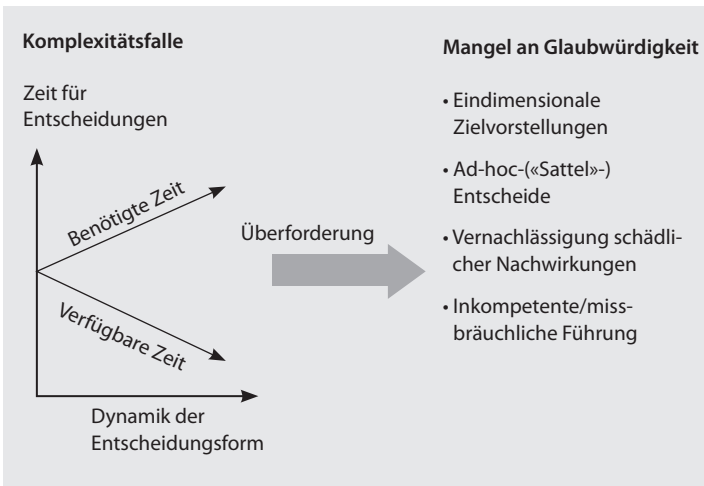 Komplexitätsfalle
Zeit für
Entscheidungen
Benötigte Zeit
Verfügbare Zeit
Dynamik der
Entscheidungsform
Überforderung
Mangel an Glaubwürdigkeit
• Eindimensionale
Zielvorstellungen
• Ad-hoc-(«Sattel»-)
Entscheide
• Vernachlässigung schädli-
cher Nachwirkungen
• Inkompetente/miss-
bräuchliche Führung